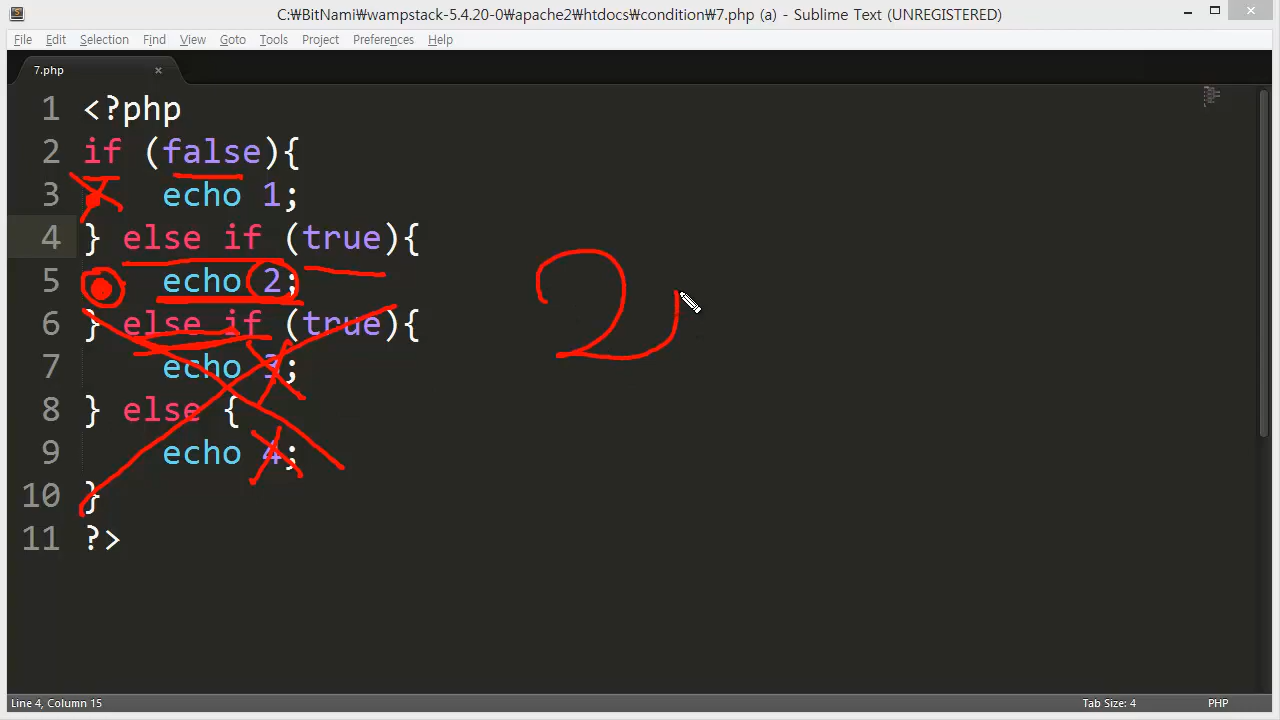 C:₩BitNami₩wampstack-5.4.20-0₩apache2₩htdocs₩condition₩7.php (a) - Sublime Text (UNREGISTERED)
File Edit Selection Find View Goto Tools Project Preferences Help
7.php
1 <?php
2 if (false){
3 echo 1;
4 } else if (true){
5 echo 2;
6 } else if (true){
7 echo 3;
8 } else {
9 echo 4;
10 }
11 ?>
2
Line 4, Column 15 Tab Size: 4 PHP